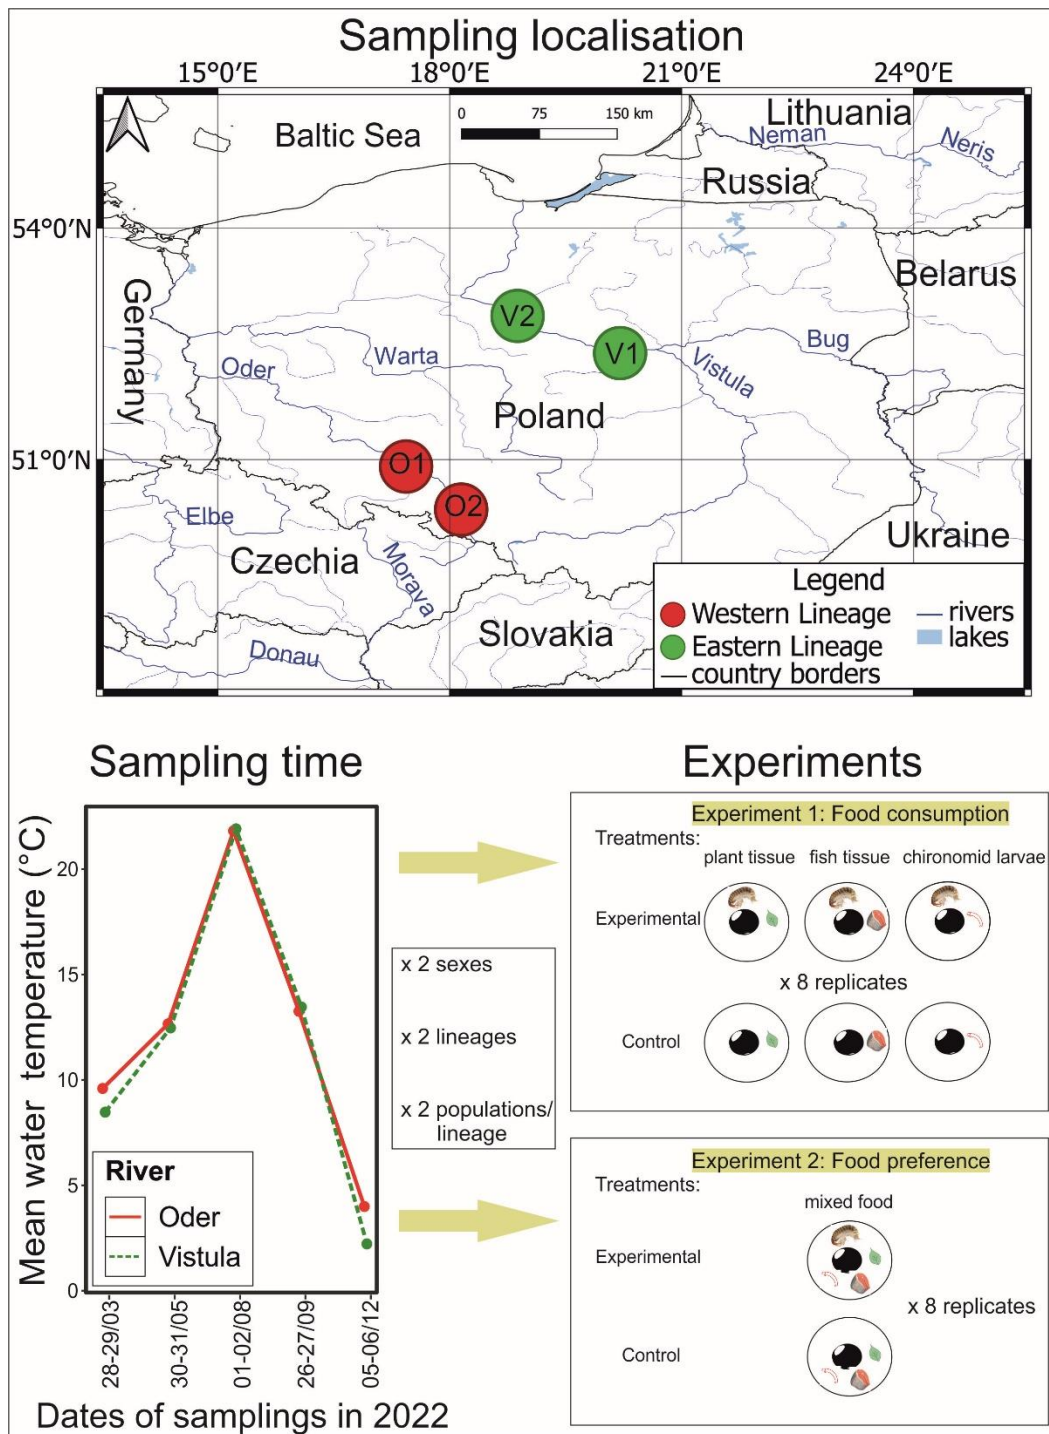 Sampling localisation
15°0′E
18°0′E
21°0′E
24°0′E
0 75 150 km
Baltic Sea
Lithuania
Neman
Neris
Russia
54°0′N
Belarus
Germany
V2
V1
Bug
Vistula
Warta
Oder
Poland
51°0′N
O1
O2
Elbe
Czechia
Morava
Ukraine
Slovakia
Donau
Legend
Western Lineage
Eastern Lineage
country borders
rivers
lakes
Sampling time
Mean water temperature (°C)
20
15
10
5
0
River
Oder
Vistula
28-29/03
30-31/05
01-02/08
26-27/09
05-06/12
Dates of samplings in 2022
x 2 sexes
x 2 lineages
x 2 populations/
lineage
Experiments
Experiment 1: Food consumption
Treatments:
plant tissue fish tissue chironomid larvae
Experimental
x 8 replicates
Control
Experiment 2: Food preference
Treatments:
mixed food
Experimental
x 8 replicates
Control